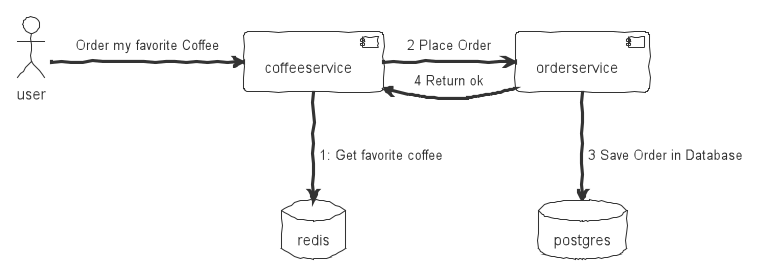 Order my favorite Coffee
user
coffeeservice
2 Place Order
4 Return ok
orderservice
1: Get favorite coffee
3 Save Order in Database
redis
postgres